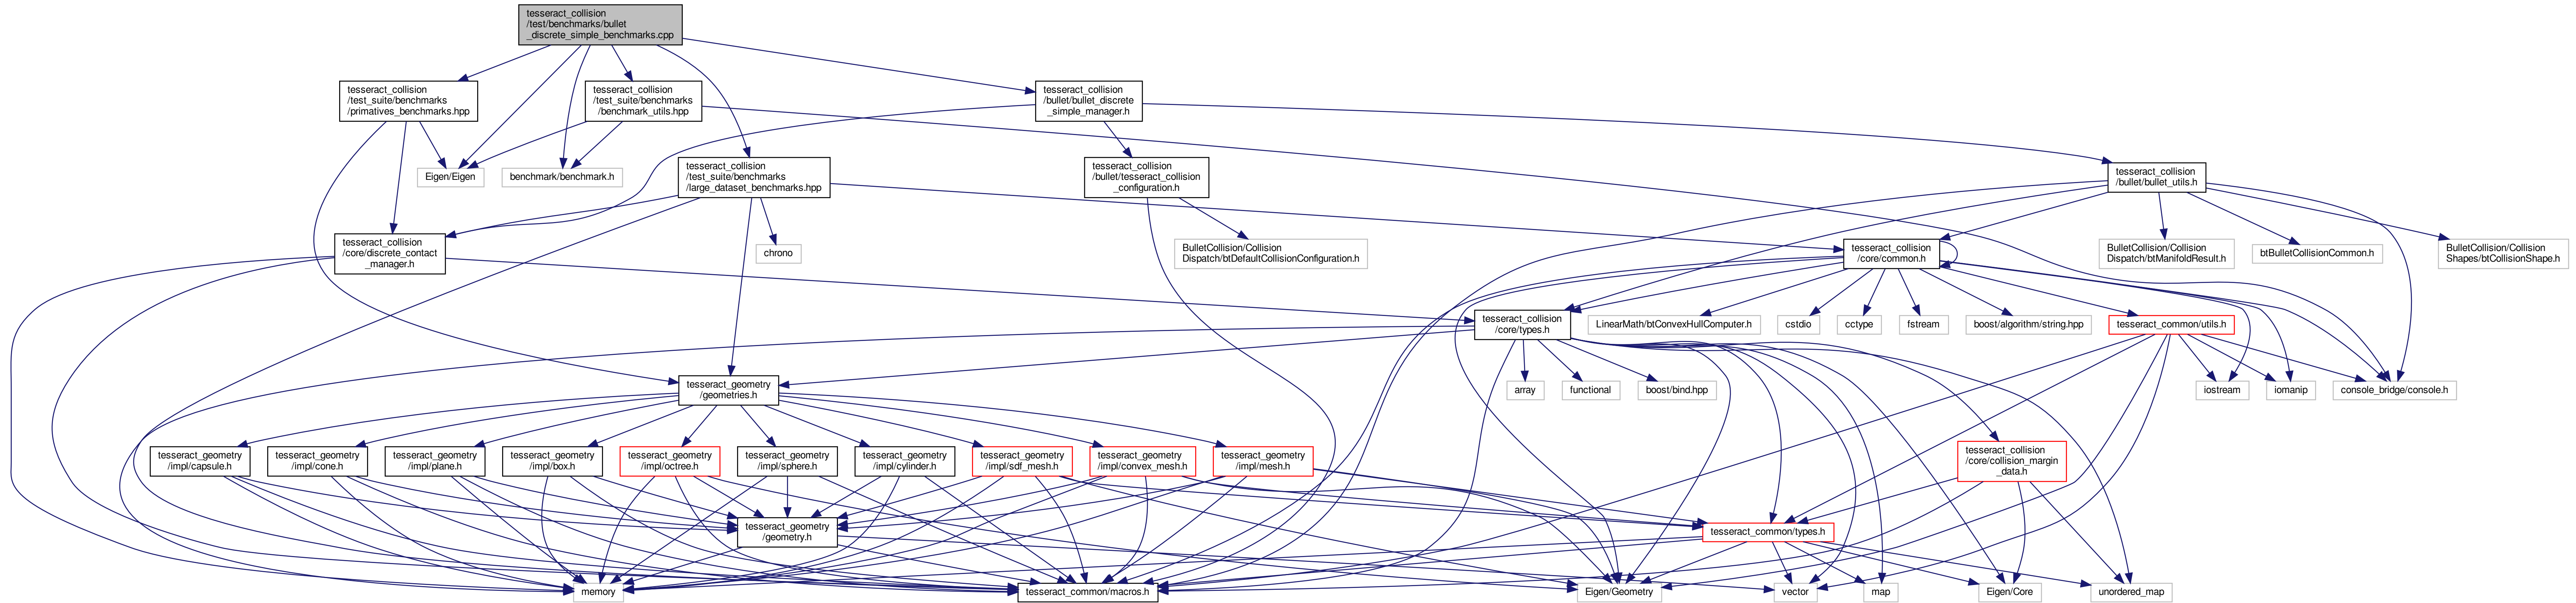 tesseract_collision
/test/benchmarks/bullet
_discrete_simple_benchmarks.cpp
tesseract_collision
/test_suite/benchmarks
/primatives_benchmarks.hpp
tesseract_collision
/test_suite/benchmarks
/benchmark_utils.hpp
tesseract_collision
/bullet/bullet_discrete
_simple_manager.h
Eigen/Eigen
benchmark/benchmark.h
tesseract_collision
/test_suite/benchmarks
/large_dataset_benchmarks.hpp
tesseract_collision
/bullet/tesseract_collision
_configuration.h
tesseract_collision
/bullet/bullet_utils.h
tesseract_collision
/core/discrete_contact
_manager.h
chrono
BulletCollision/Collision
Dispatch/btDefaultCollisionConfiguration.h
tesseract_collision
/core/common.h
BulletCollision/Collision
Dispatch/btManifoldResult.h
btBulletCollisionCommon.h
BulletCollision/Collision
Shapes/btCollisionShape.h
tesseract_collision
/core/types.h
LinearMath/btConvexHullComputer.h
cstdio
cctype
fstream
boost/algorithm/string.hpp
tesseract_common/utils.h
tesseract_geometry
/geometries.h
array
functional
boost/bind.hpp
iostream
iomanip
console_bridge/console.h
tesseract_geometry
/impl/capsule.h
tesseract_geometry
/impl/cone.h
tesseract_geometry
/impl/plane.h
tesseract_geometry
/impl/box.h
tesseract_geometry
/impl/octree.h
tesseract_geometry
/impl/sphere.h
tesseract_geometry
/impl/cylinder.h
tesseract_geometry
/impl/sdf_mesh.h
tesseract_geometry
/impl/convex_mesh.h
tesseract_geometry
/impl/mesh.h
tesseract_collision
/core/collision_margin
_data.h
tesseract_geometry
/geometry.h
tesseract_common/types.h
memory
tesseract_common/macros.h
Eigen/Geometry
vector
map
Eigen/Core
unordered_map